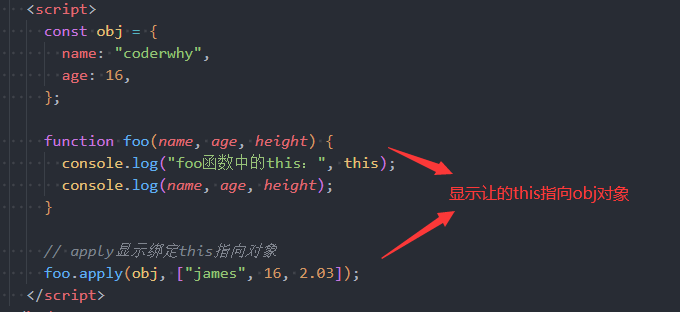 <script>
const obj = {
name: "coderwhy",
age: 16,
};
function foo(name, age, height) {
console.log("foo函数中的this：", this);
console.log(name, age, height);
}
显示让的this指向obj对象
// apply显示绑定this指向对象
foo.apply(obj, ["james", 16, 2.03]);
</script>